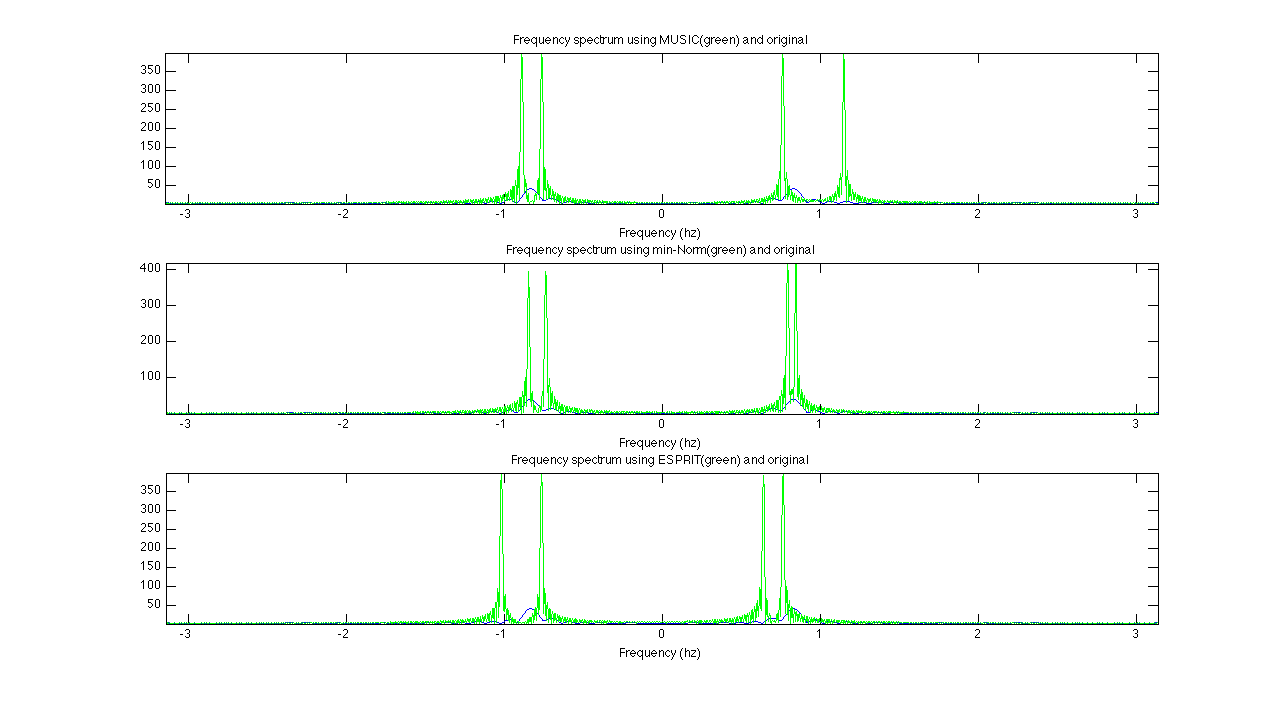 Frequency spectrum using MUSIC(green) and original
350
300
250
200
150
100
50
-3 -2 -1 0 1 2 3
Frequency (hz)
Frequency spectrum using min-Norm(green) and original
400
300
200
100
-3 -2 -1 0 1 2 3
Frequency (hz)
Frequency spectrum using ESPRIT(green) and original
350
300
250
200
150
100
50
-3 -2 -1 0 1 2 3
Frequency (hz)